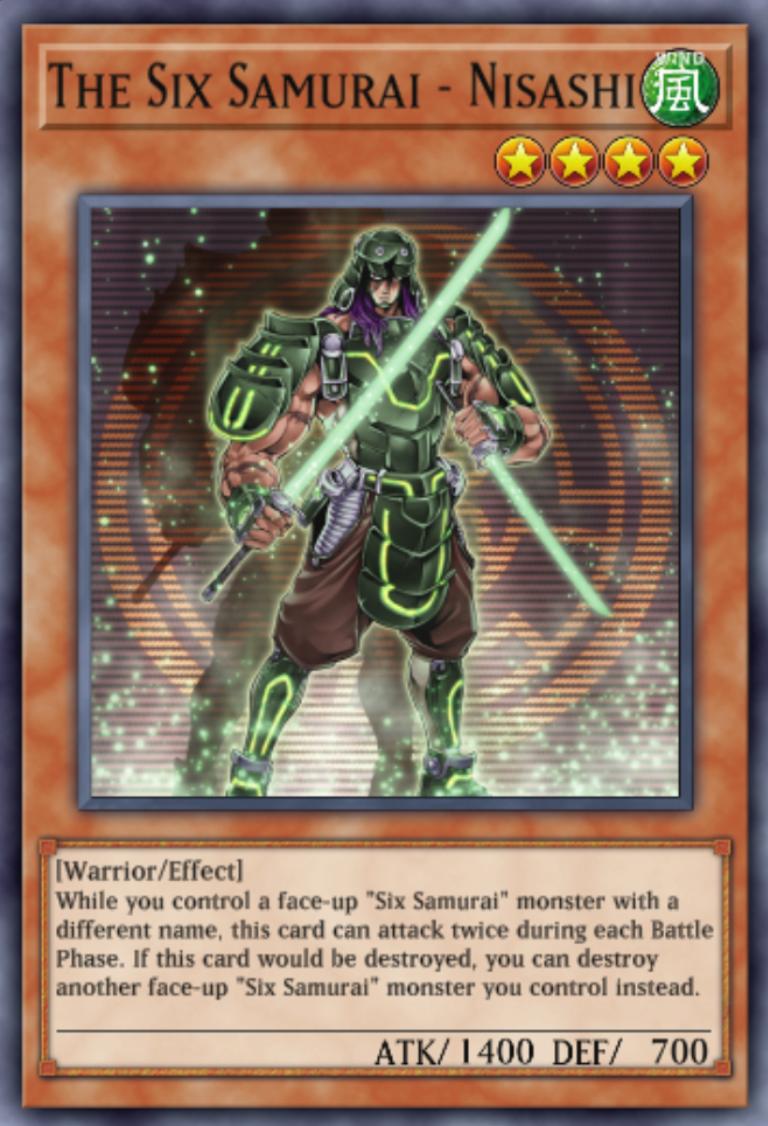 The Six Samurai - Nisashi
WIND
風
[Warrior/Effect]
While you control a face-up "Six Samurai" monster with a
different name, this card can attack twice during each Battle
Phase. If this card would be destroyed, you can destroy
another face-up "Six Samurai" monster you control instead.
ATK/ 1400 DEF/ 700